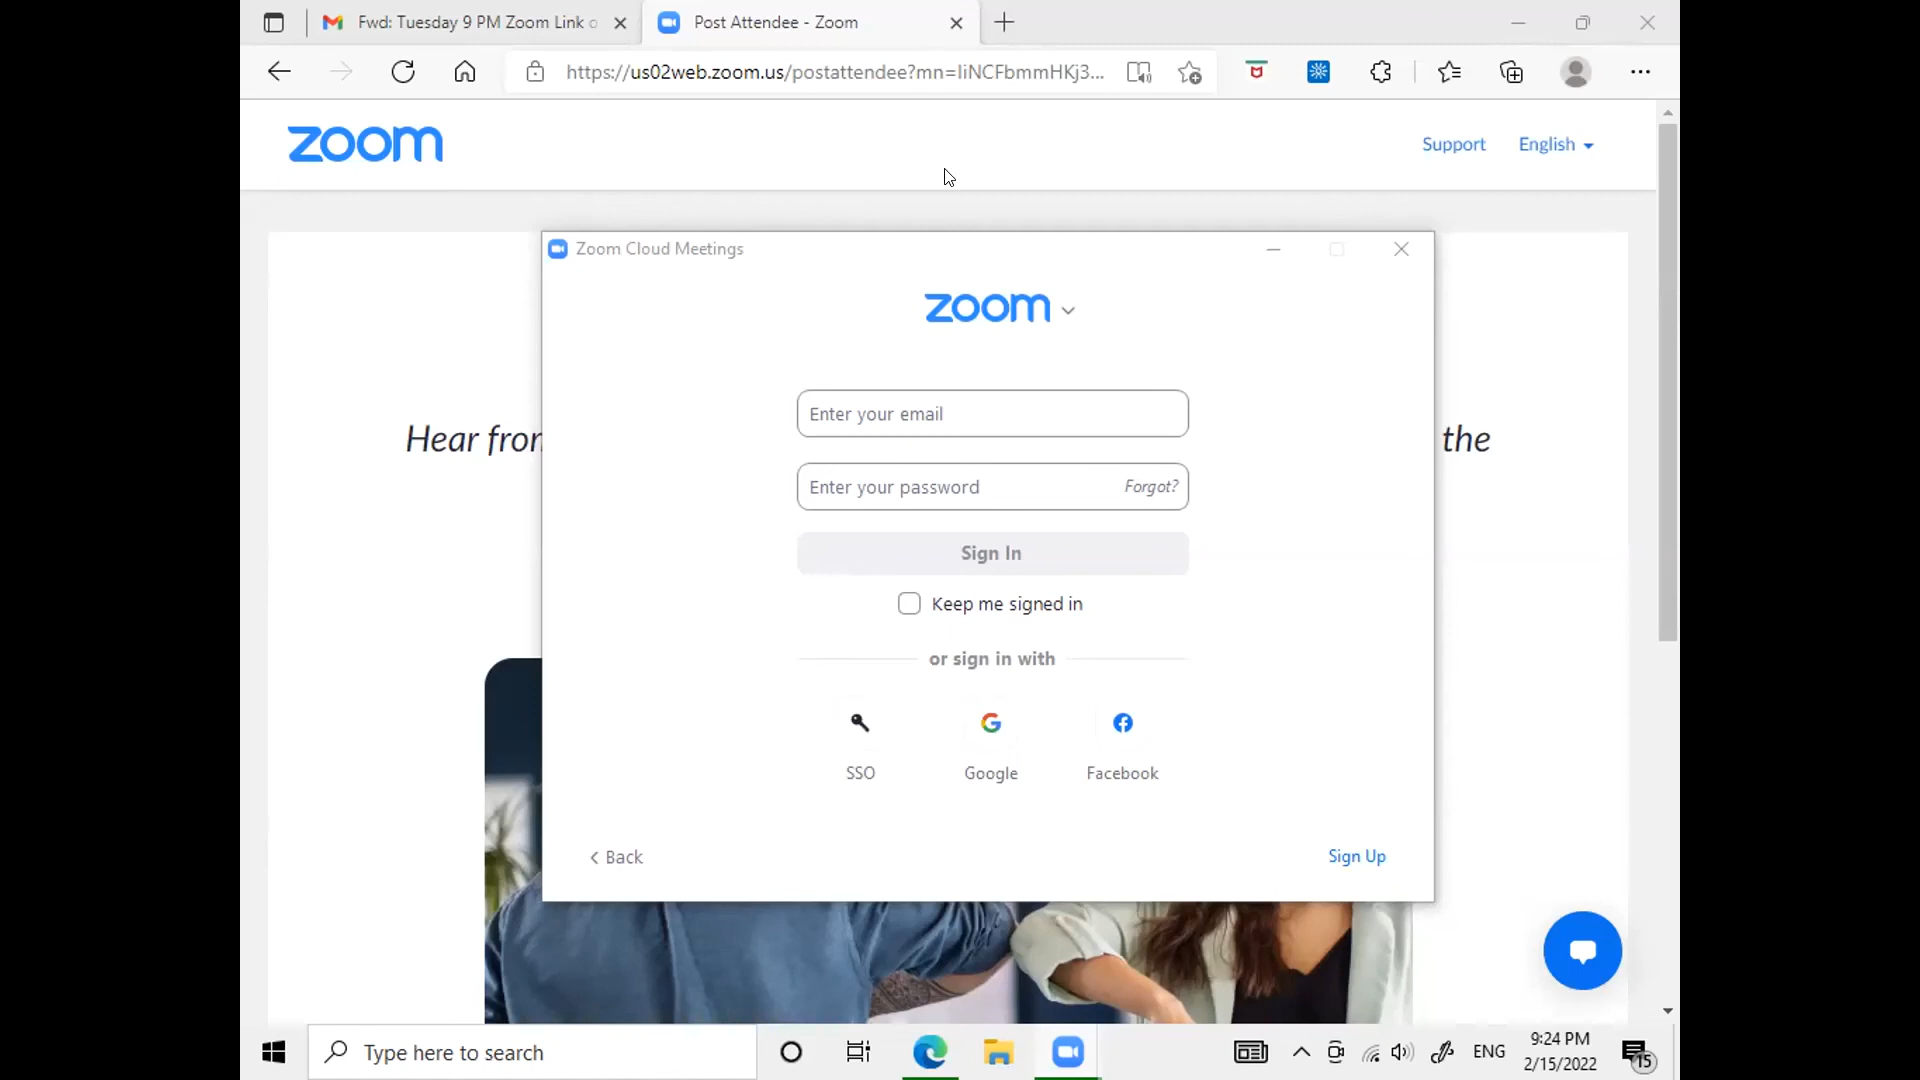 Fwd: Tuesday 9 PM Zoom Link o
Post Attendee - Zoom
https://us02web.zoom.us/postattendee?mn=IiNCFbmmHKj3...
zoom
Support
English
Zoom Cloud Meetings
zoom
Enter your email
Hear from
the
Enter your password
Forgot?
Sign In
Keep me signed in
or sign in with
SSO
Google
Facebook
Back
Sign Up
Type here to search
ENG
9:24 PM
2/15/2022
15